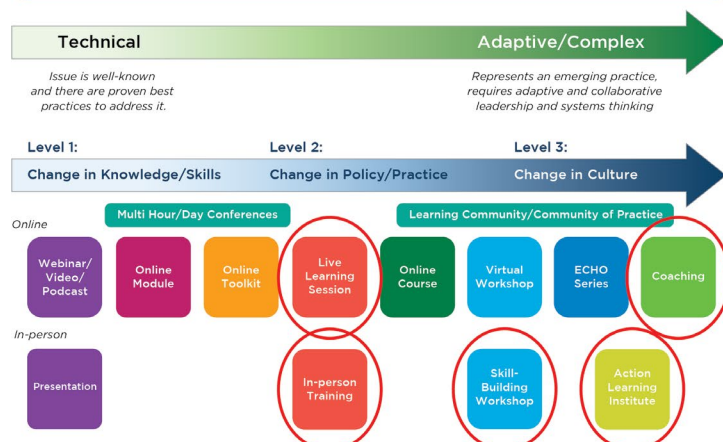 Technical
Adaptive/Complex
Issue is well-known
and there are proven best
practices to address it.
Represents an emerging practice,
requires adaptive and collaborative
leadership and systems thinking
Level 1:
Level 2:
Level 3:
Change in Knowledge/Skills
Change in Policy/Practice
Change in Culture
Multi Hour/Day Conferences
Learning Community/Community of Practice
Online
Webinar/
Video/
Podcast
Online
Module
Online
Toolkit
Live
Learning
Session
Online
Course
Virtual
Workshop
ECHO
Series
Coaching
In-person
Presentation
In-person
Training
Skill-
Building
Workshop
Action
Learning
Institute